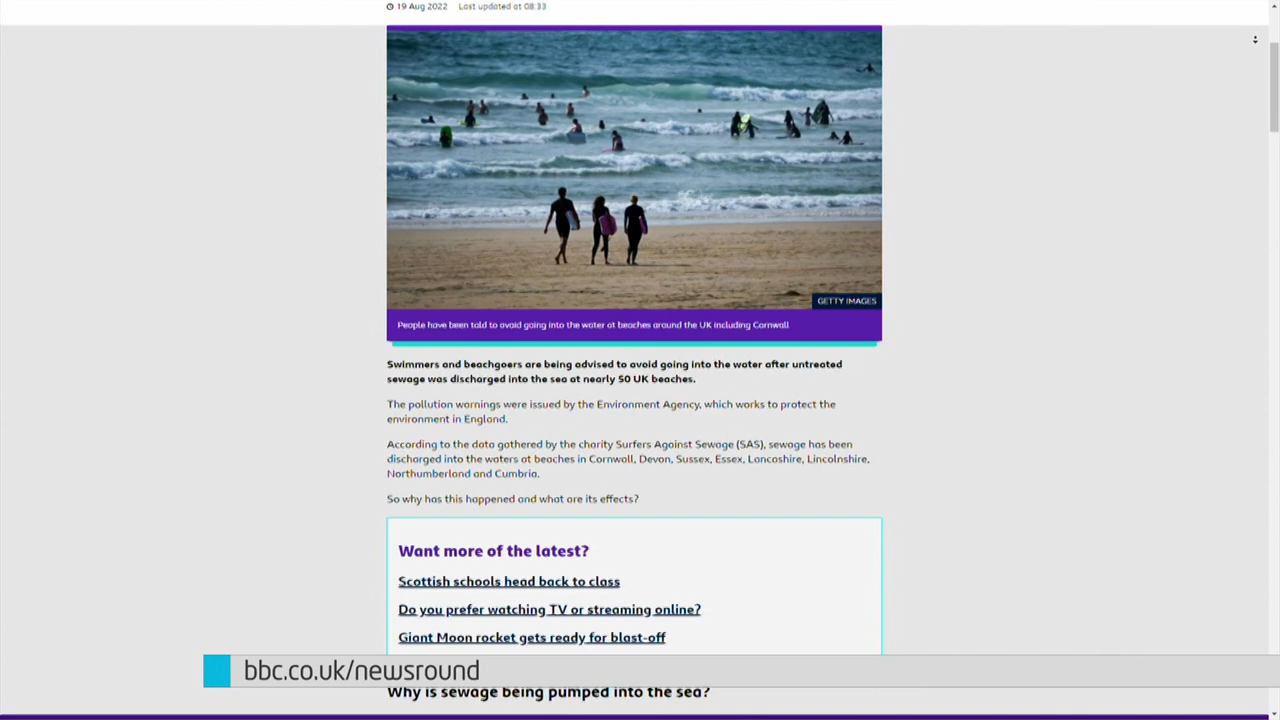 19 Aug 2022 Last updated at 08:33
GETTY IMAGES
People have been told to avoid going into the water at beaches around the UK including Cornwall
Swimmers and beachgoers are being advised to avoid going into the water after untreated
sewage was discharged into the sea at nearly 50 UK beaches.
The pollution warnings were issued by the Environment Agency, which works to protect the
environment in England.
According to the data gathered by the charity Surfers Against Sewage (SAS), sewage has been
discharged into the waters at beaches in Cornwall, Devon, Sussex, Essex, Lancashire, Lincolnshire,
Northumberland and Cumbria.
So why has this happened and what are its effects?
Want more of the latest?
Scottish schools head back to class
Do you prefer watching TV or streaming online?
Giant Moon rocket gets ready for blast-off
bbc.co.uk/newsround
Why is sewage being pumped into the sea?